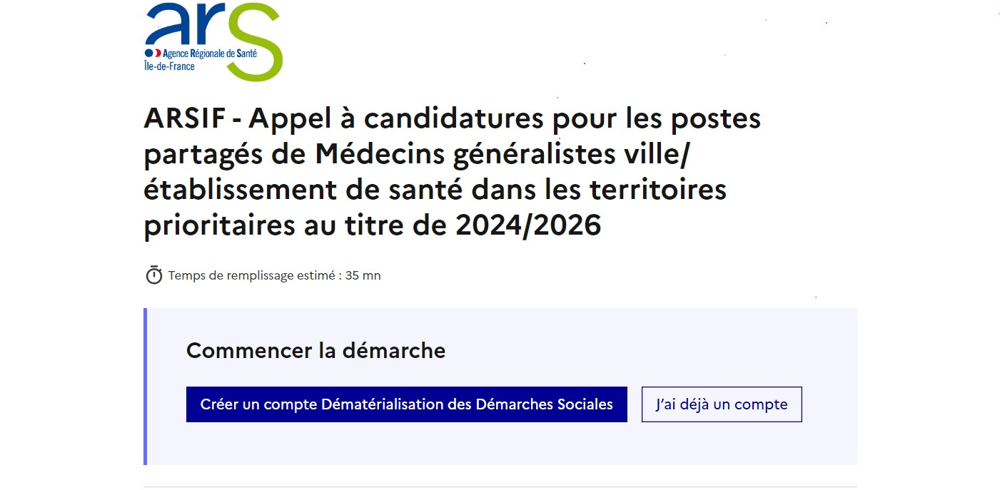 ars
Agence Régionale de Santé
Île-de-France
ARSIF - Appel à candidatures pour les postes
partagés de Médecins généralistes ville/
établissement de santé dans les territoires
prioritaires au titre de 2024/2026
Temps de remplissage estimé : 35 mn
Commencer la démarche
Créer un compte Dématérialisation des Démarches Sociales
J’ai déjà un compte